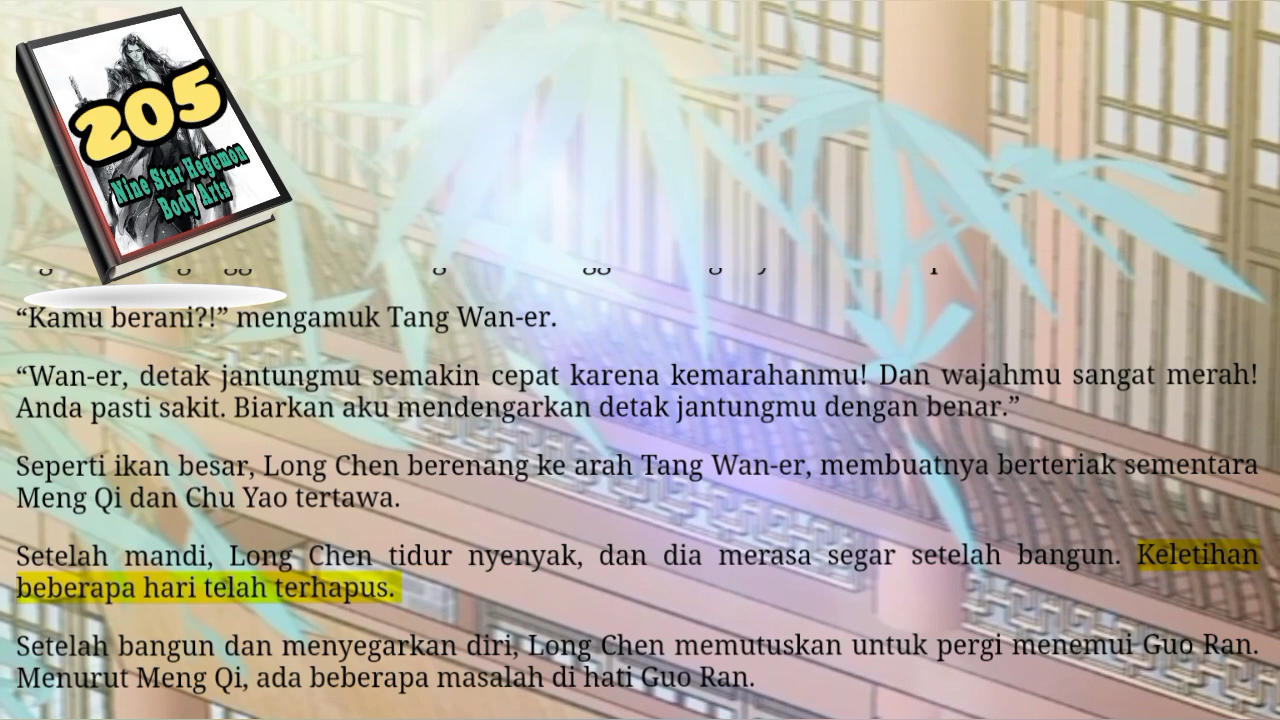 205
Nine Star Hegemon
Body Arts
“Kamu berani?!” mengamuk Tang Wan-er.
“Wan-er, detak jantungmu semakin cepat karena kemarahanmu! Dan wajahmu sangat merah!
Anda pasti sakit. Biarkan aku mendengarkan detak jantungmu dengan benar.”
Seperti ikan besar, Long Chen berenang ke arah Tang Wan-er, membuatnya berteriak sementara
Meng Qi dan Chu Yao tertawa.
Setelah mandi, Long Chen tidur nyenyak, dan dia merasa segar setelah bangun. Keletihan
beberapa hari telah terhapus.
Setelah bangun dan menyegarkan diri, Long Chen memutuskan untuk pergi menemui Guo Ran.
Menurut Meng Qi, ada beberapa masalah di hati Guo Ran.